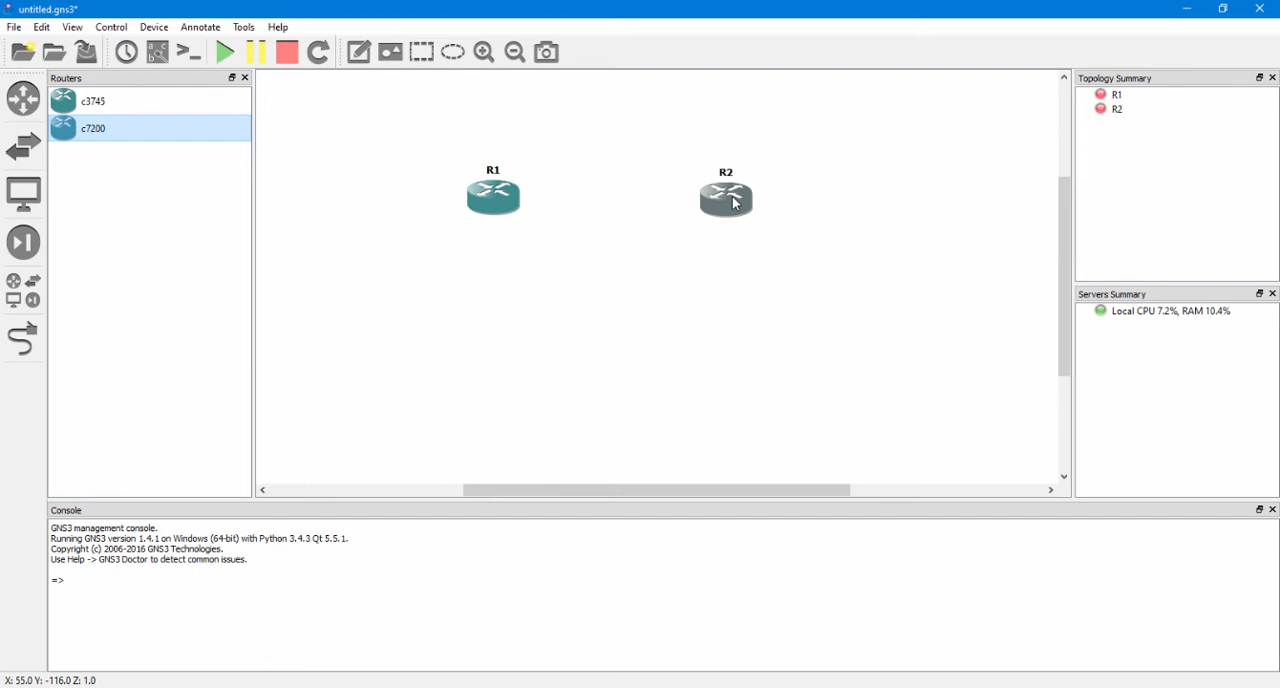 untitled.gns3*
File Edit View Control Device Annotate Tools Help
Routers
c3745
c7200
R1
R2
Topology Summary
R1
R2
Servers Summary
Local CPU 7.2%, RAM 10.4%
Console
GNS3 management console.
Running GNS3 version 1.4.1 on Windows (64-bit) with Python 3.4.3 Qt 5.5.1.
Copyright (c) 2006-2016 GNS3 Technologies.
Use Help -> GNS3 Doctor to detect common issues.
=>
X: 55.0 Y: -116.0 Z: 1.0